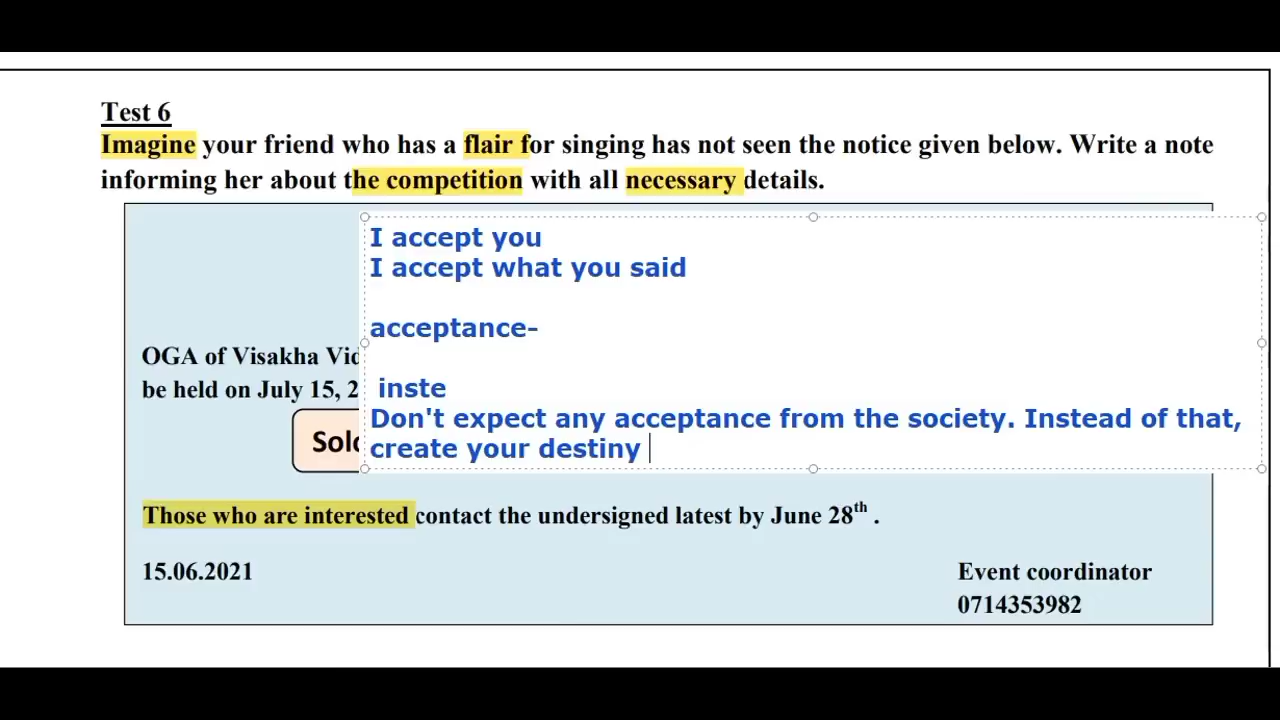 Test 6
Imagine your friend who has a flair for singing has not seen the notice given below. Write a note
informing her about the competition with all necessary details.
I accept you
I accept what you said
acceptance-
OGA of Visakha
be held on July 15,
inste
Don't expect any acceptance from the society. Instead of that,
create your destiny
Those who are interested contact the undersigned latest by June 28th .
15.06.2021
Event coordinator
0714353982